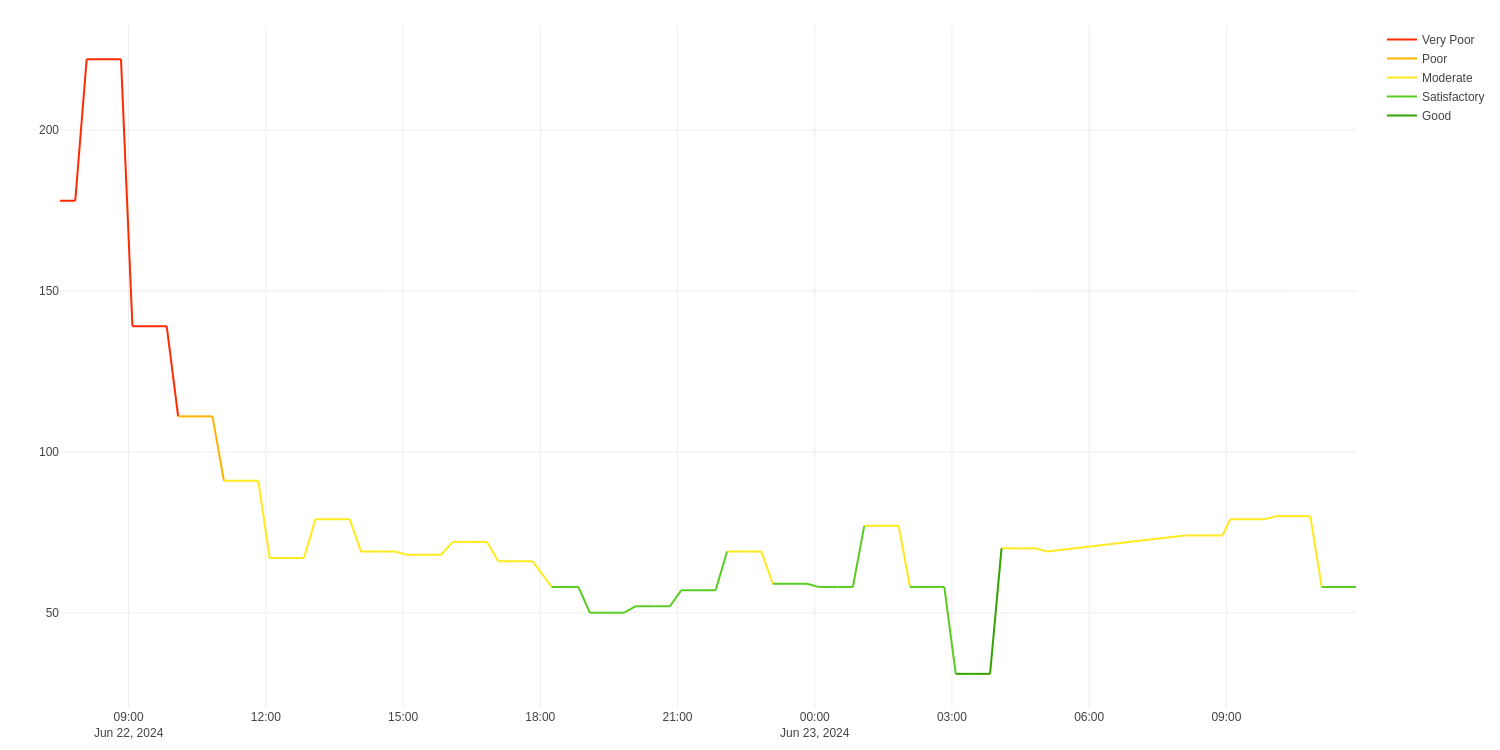 200
150
100
50
09:00
Jun 22, 2024
12:00
15:00
18:00
21:00
00:00
Jun 23, 2024
03:00
06:00
09:00
Very Poor
Poor
Moderate
Satisfactory
Good